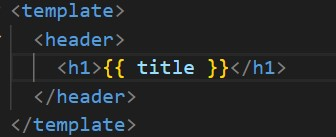 <template>
<header>
<h1>{{ title }}</h1>
</header>
</template>